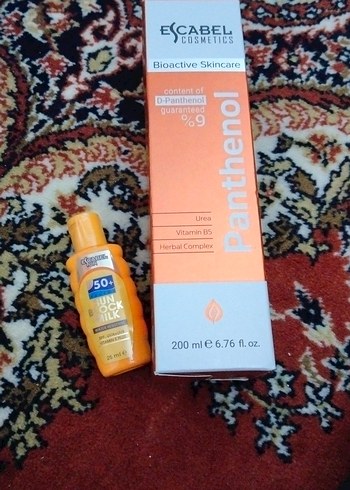 ESCABEL
COSMETICS
Bioactive Skincare
content of
D-Panthenol
guaranteed
%9
Panthenol
Urea
Vitamin B5
Herbal Complex
200 ml ℮ 6.76 fl. oz.
ESCABEL
50+
SUN
BLOCK
MILK